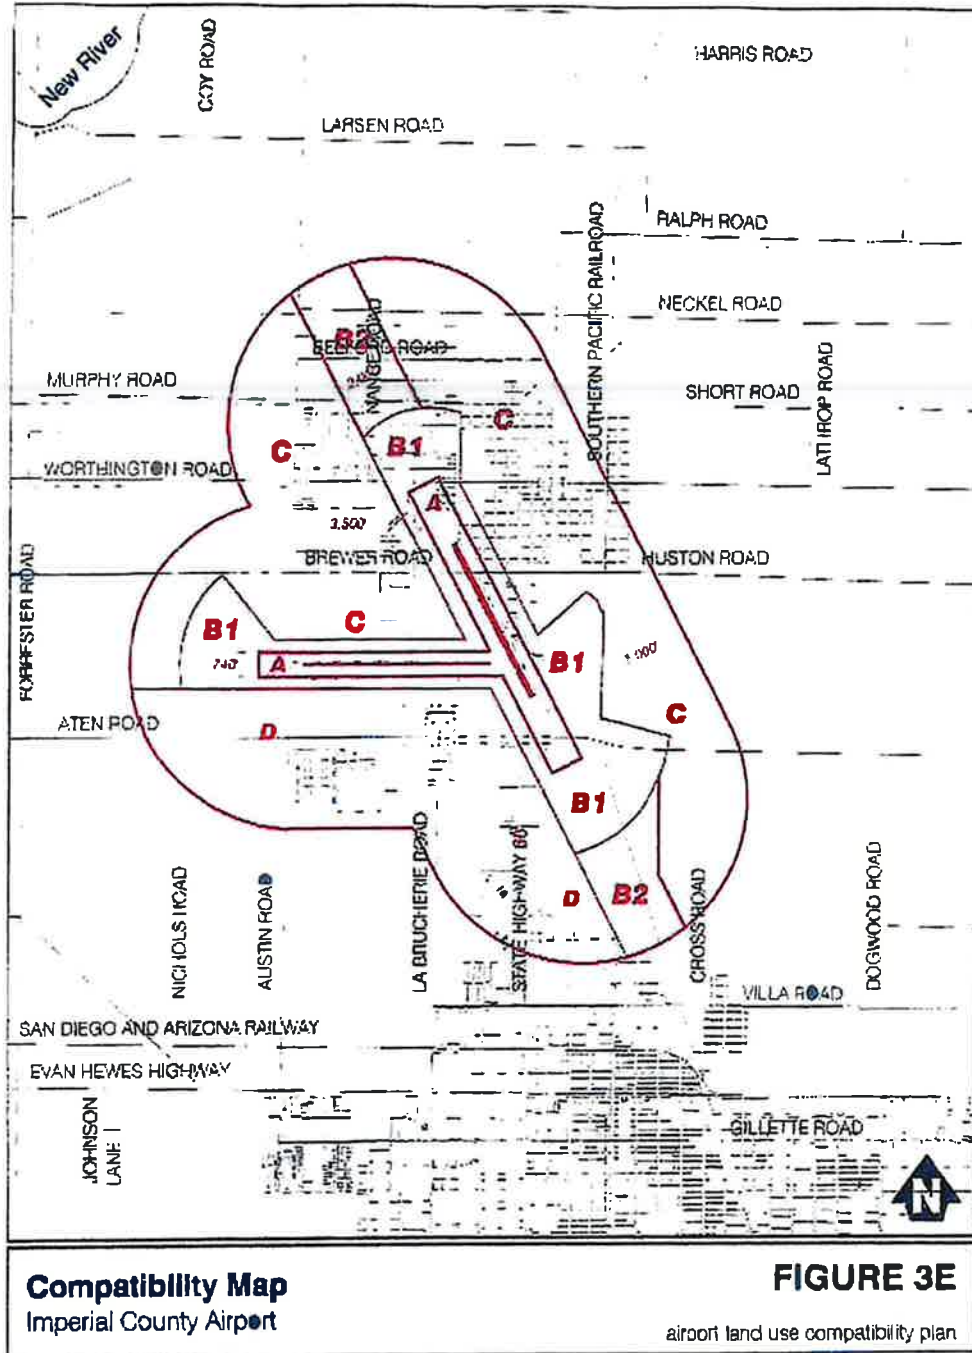 New River
COY ROAD
HARRIS ROAD
LARSEN ROAD
RALPH ROAD
SOUTHERN PACIFIC RAILROAD
NECKEL ROAD
B2
ROAD
MURPHY ROAD
SHORT ROAD
LATHROP ROAD
C
C
B1
WORTHINGTON ROAD
A
3,500'
BREWER ROAD
HUSTON ROAD
FORRESTER ROAD
B1
C
740'
A
B1
C
ATEN ROAD
D
B1
NICHOLS ROAD
AUSTIN ROAD
LA BRUCHERIE ROAD
STATE HIGHWAY 86
D
B2
CROSS ROAD
DOGWOOD ROAD
VILLA ROAD
SAN DIEGO AND ARIZONA RAILWAY
EVAN HEWES HIGHWAY
JOHNSON
LANE
GILLETTE ROAD
N
Compatibility Map
FIGURE 3E
Imperial County Airport
airport land use compatibility plan